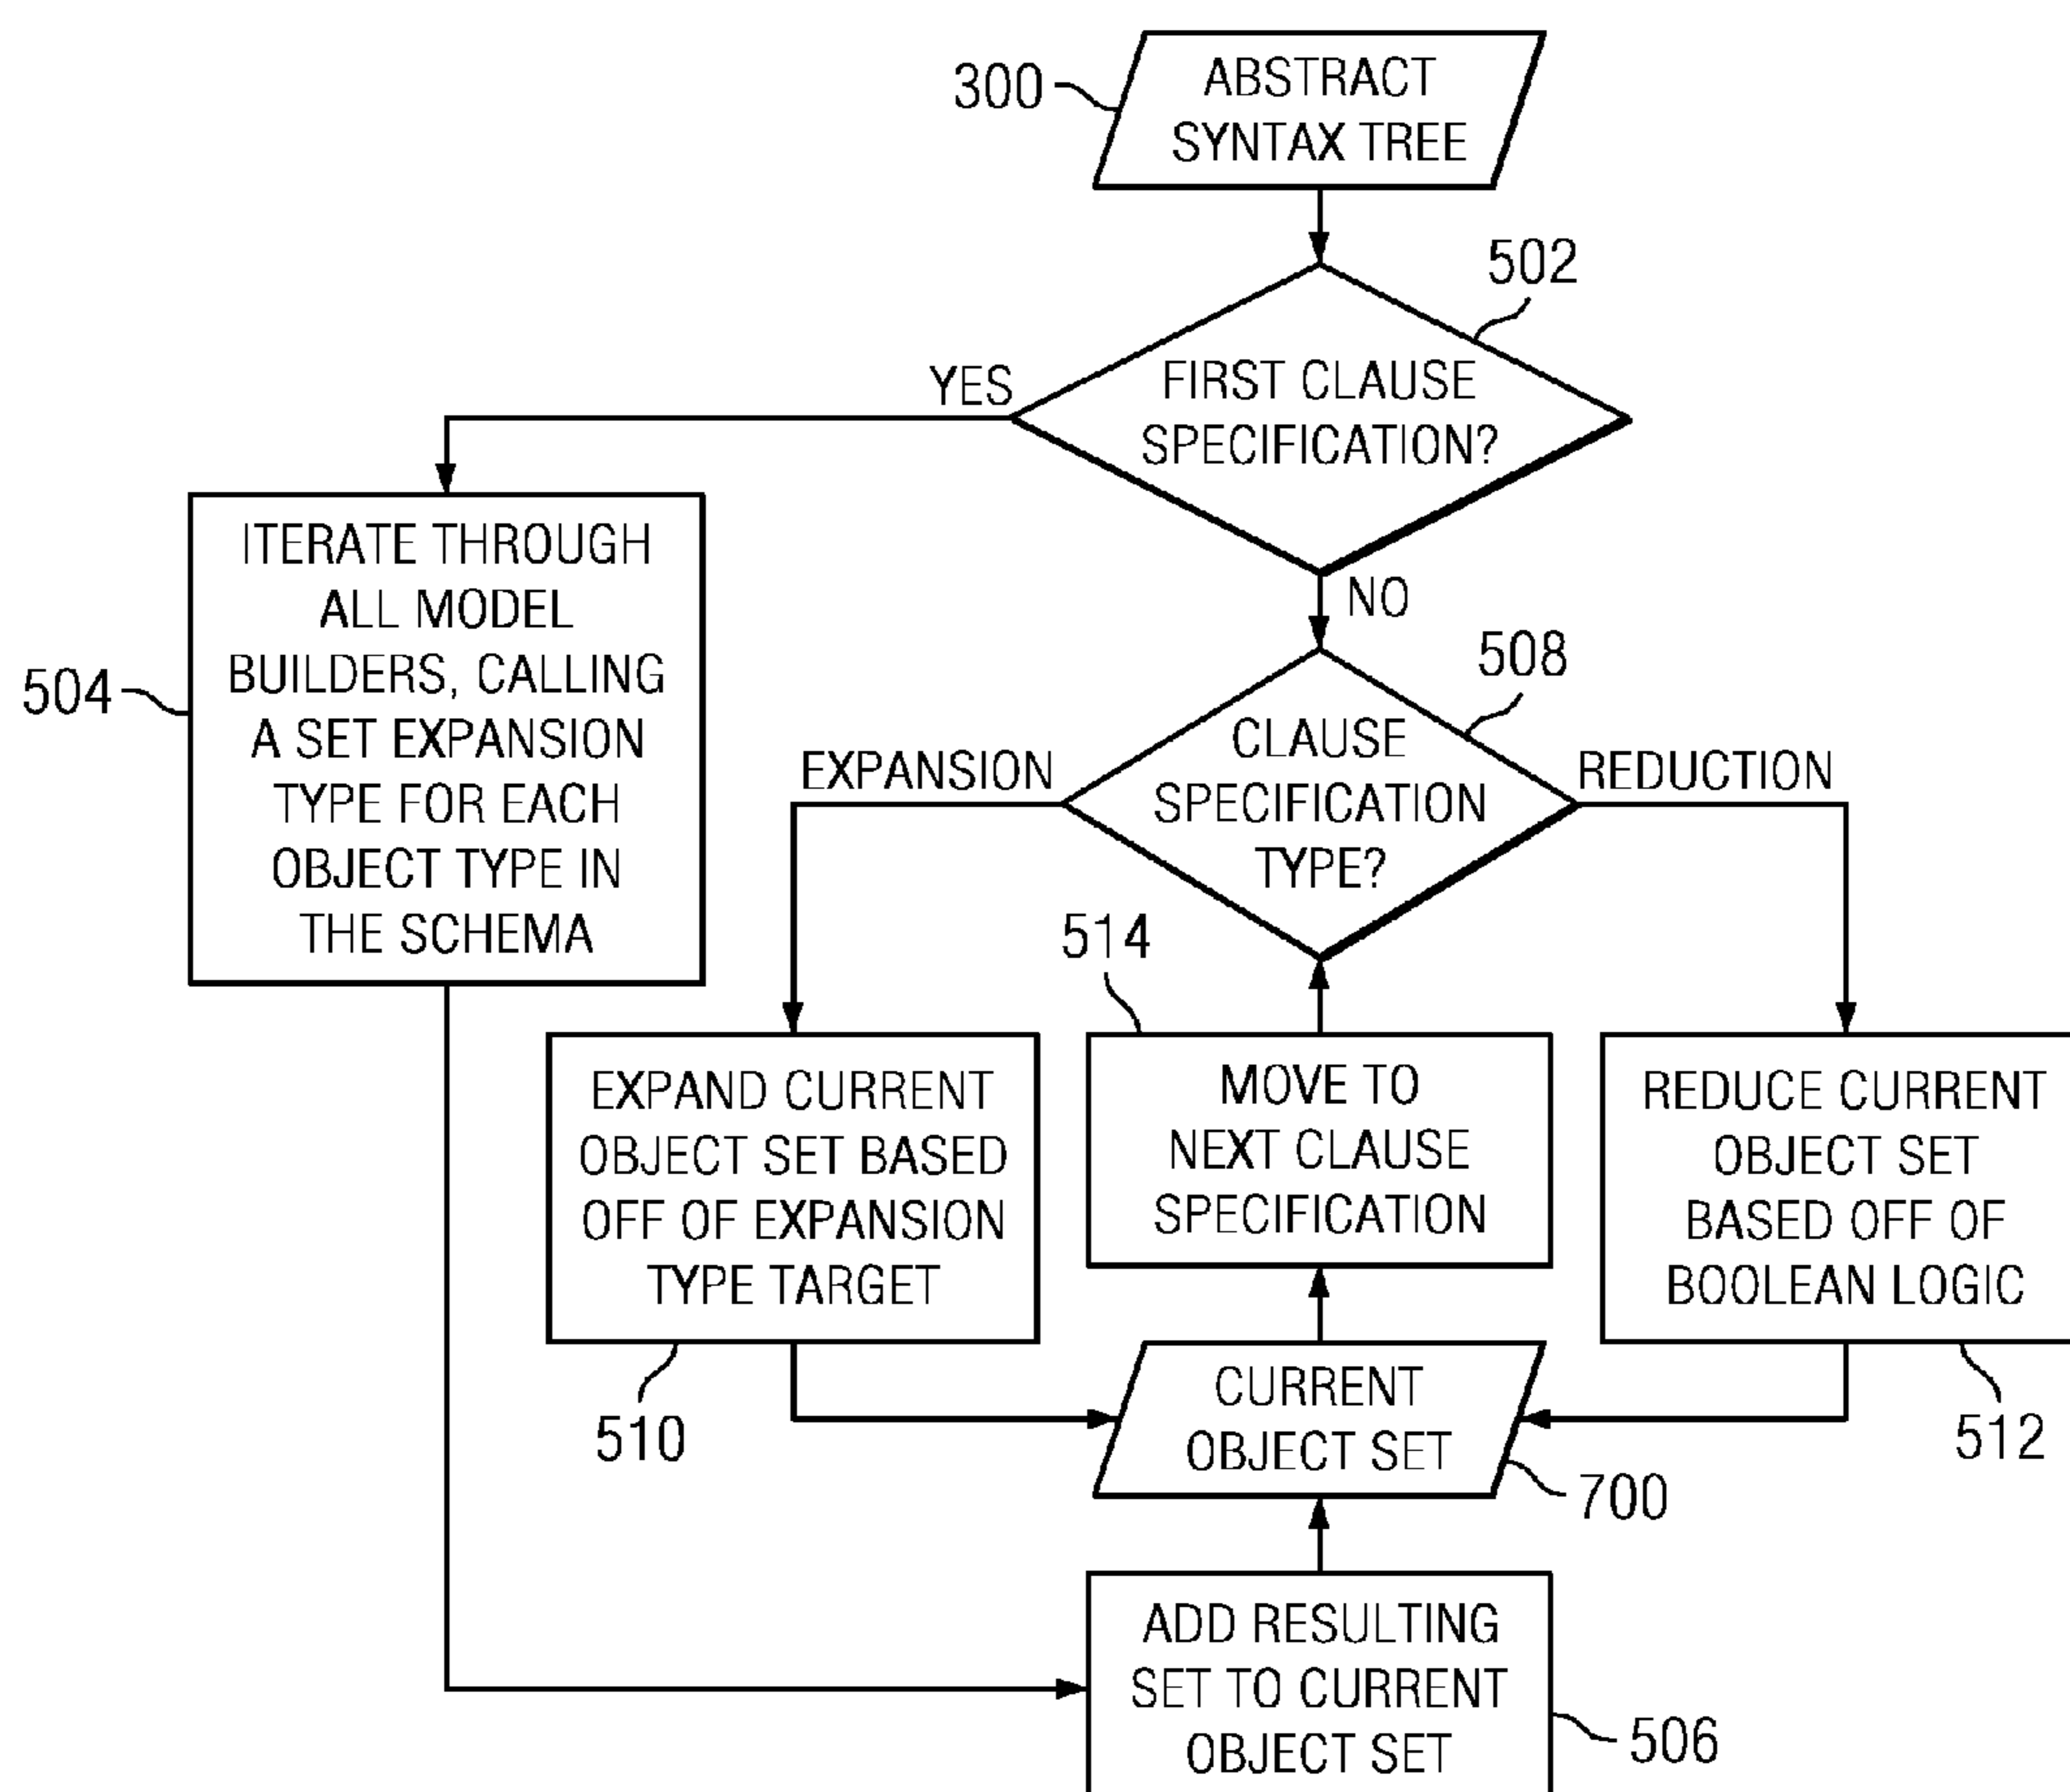 ABSTRACT
SYNTAX TREE
300
502
FIRST CLAUSE
SPECIFICATION?
YES
NO
ITERATE THROUGH
ALL MODEL
BUILDERS, CALLING
A SET EXPANSION
TYPE FOR EACH
OBJECT TYPE IN
THE SCHEMA
504
508
CLAUSE
SPECIFICATION
TYPE?
EXPANSION
REDUCTION
514
EXPAND CURRENT
OBJECT SET BASED
OFF OF EXPANSION
TYPE TARGET
510
MOVE TO
NEXT CLAUSE
SPECIFICATION
REDUCE CURRENT
OBJECT SET
BASED OFF OF
BOOLEAN LOGIC
512
CURRENT
OBJECT SET
700
ADD RESULTING
SET TO CURRENT
OBJECT SET
506